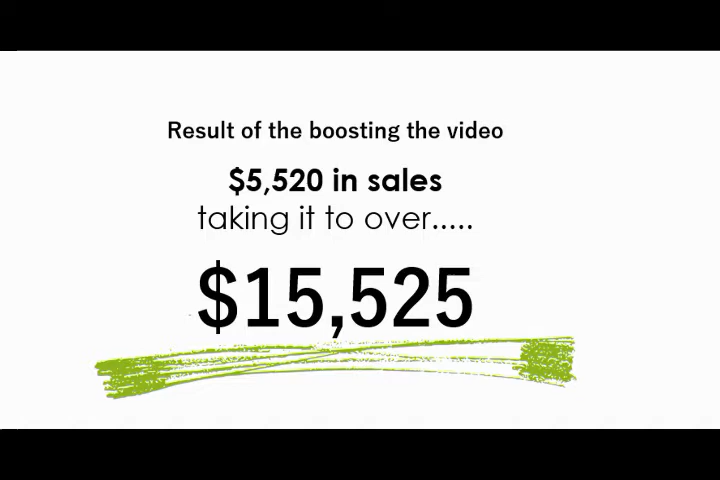 Result of the boosting the video
$5,520 in sales
taking it to over.....
$15,525